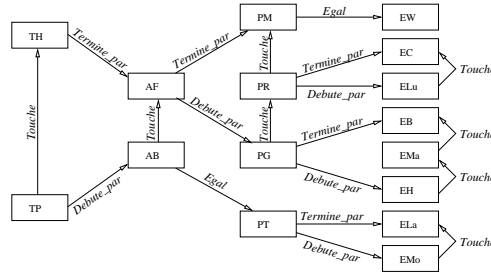 TH
Termine_par
Touche
TP
Debute_par
AF
Touche
AB
Termine_par
Debute_par
Egal
PM
Egal
EW
Touche
PR
Termine_par
Debute_par
EC
ELu
Touche
Touche
PG
Termine_par
Debute_par
EB
EMa
EH
Touche
Touche
PT
Termine_par
Debute_par
ELa
EMo
Touche